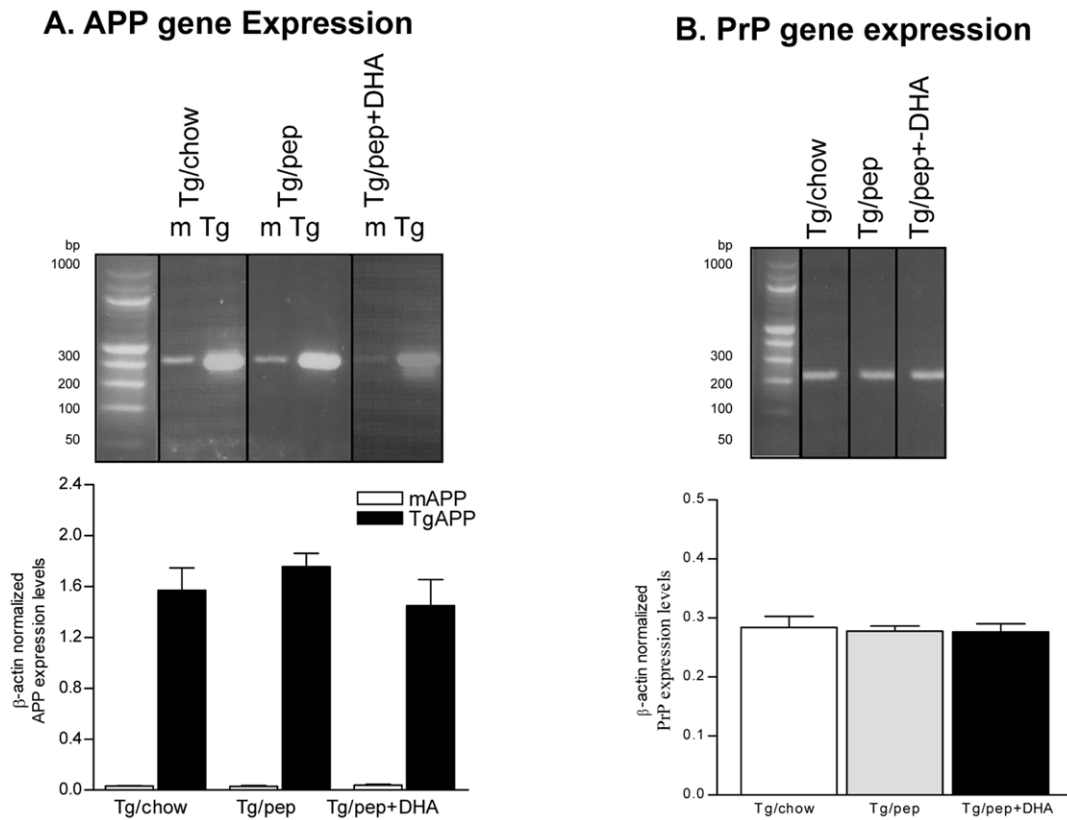 A. APP gene Expression
Tg/chow
Tg/pep
Tg/pep+DHA
m Tg
m Tg
m Tg
bp
1000
300
200
100
50
2.4
2.0
1.6
1.2
0.8
0.4
0.0
β-actin normalized
APP expression levels
mAPP
TgAPP
Tg/chow
Tg/pep
Tg/pep+DHA
B. PrP gene expression
Tg/chow
Tg/pep
Tg/pep+-DHA
bp
1000
300
200
100
50
0.5
0.4
0.3
0.2
0.1
0.0
β-actin normalized
PrP expression levels
Tg/chow
Tg/pep
Tg/pep+DHA